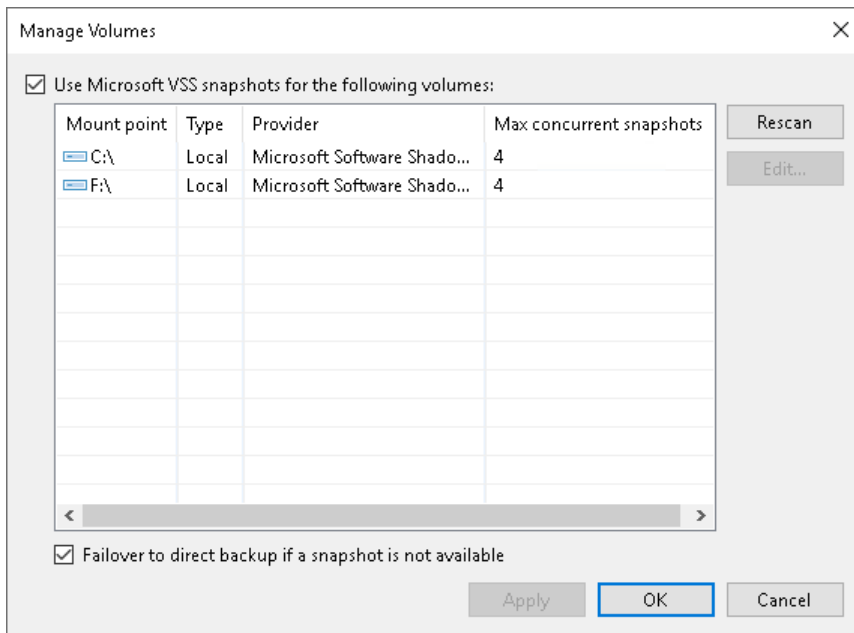 Manage Volumes
Use Microsoft VSS snapshots for the following volumes:
Mount point Type Provider Max concurrent snapshots
C:\ Local Microsoft Software Shado... 4
F:\ Local Microsoft Software Shado... 4
Rescan
Edit...
Failover to direct backup if a snapshot is not available
Apply OK Cancel